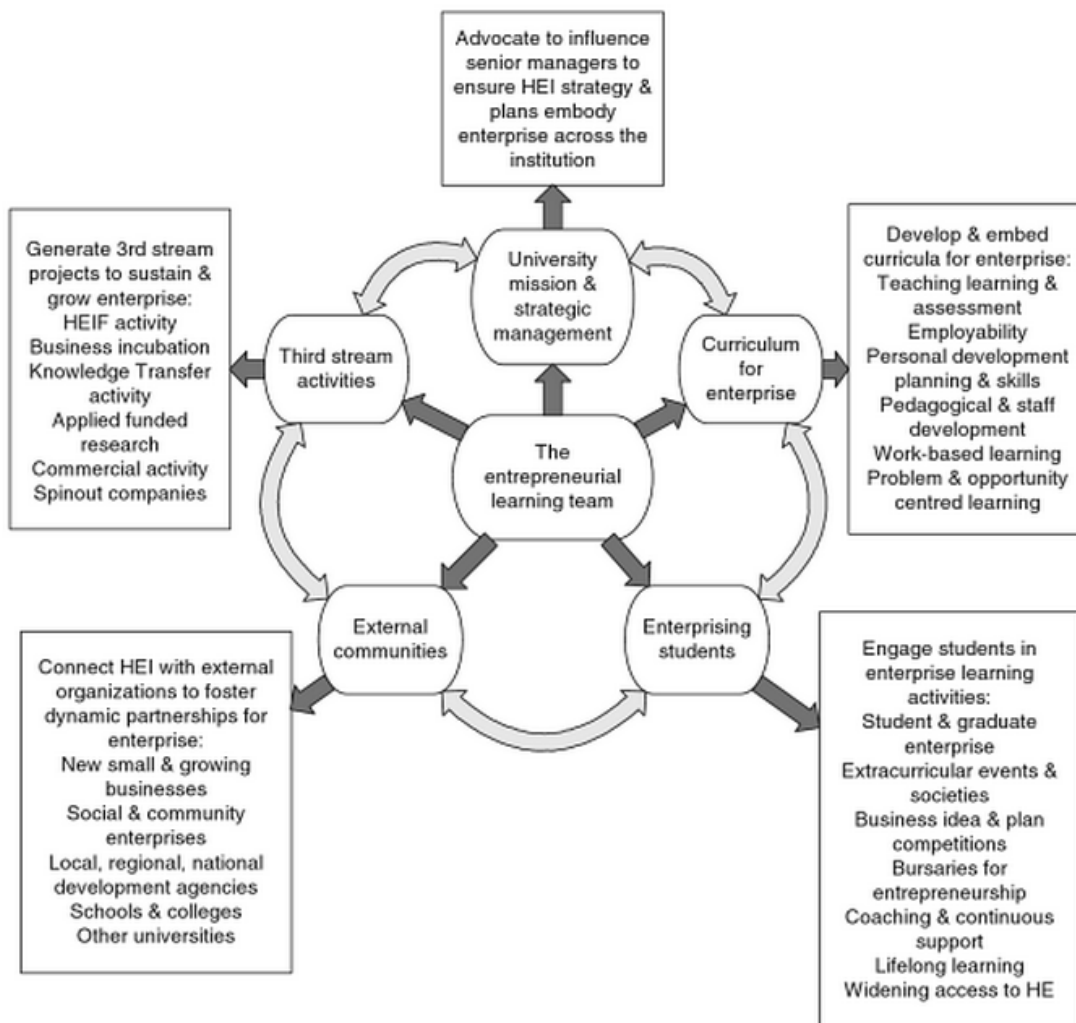 Advocate to influence
senior managers to
ensure HEI strategy &
plans embody
enterprise across the
institution
Generate 3rd stream
projects to sustain &
grow enterprise:
HEIF activity
Business incubation
Knowledge Transfer
activity
Applied funded
research
Commercial activity
Spinout companies
Third stream
activities
University
mission &
strategic
management
Curriculum
for
enterprise
Develop & embed
curricula for enterprise:
Teaching learning &
assessment
Employability
Personal development
planning & skills
Pedagogical & staff
development
Work-based learning
Problem & opportunity
centred learning
The
entrepreneurial
learning team
External
communities
Enterprising
students
Connect HEI with external
organizations to foster
dynamic partnerships for
enterprise:
New small & growing
businesses
Social & community
enterprises
Local, regional, national
development agencies
Schools & colleges
Other universities
Engage students in
enterprise learning
activities:
Student & graduate
enterprise
Extracurricular events &
societies
Business idea & plan
competitions
Bursaries for
entrepreneurship
Coaching & continuous
support
Lifelong learning
Widening access to HE